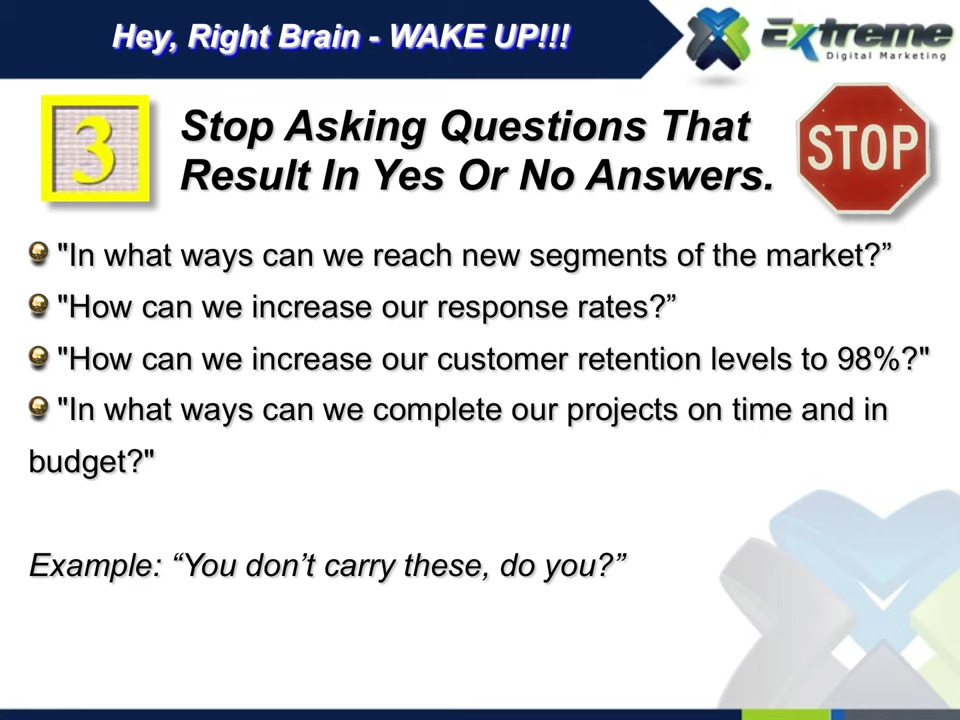 Hey, Right Brain - WAKE UP!!!
Extreme
Digital Marketing
3
Stop Asking Questions That
Result In Yes Or No Answers.
STOP
"In what ways can we reach new segments of the market?”
"How can we increase our response rates?”
"How can we increase our customer retention levels to 98%?"
"In what ways can we complete our projects on time and in
budget?"
Example: “You don’t carry these, do you?”